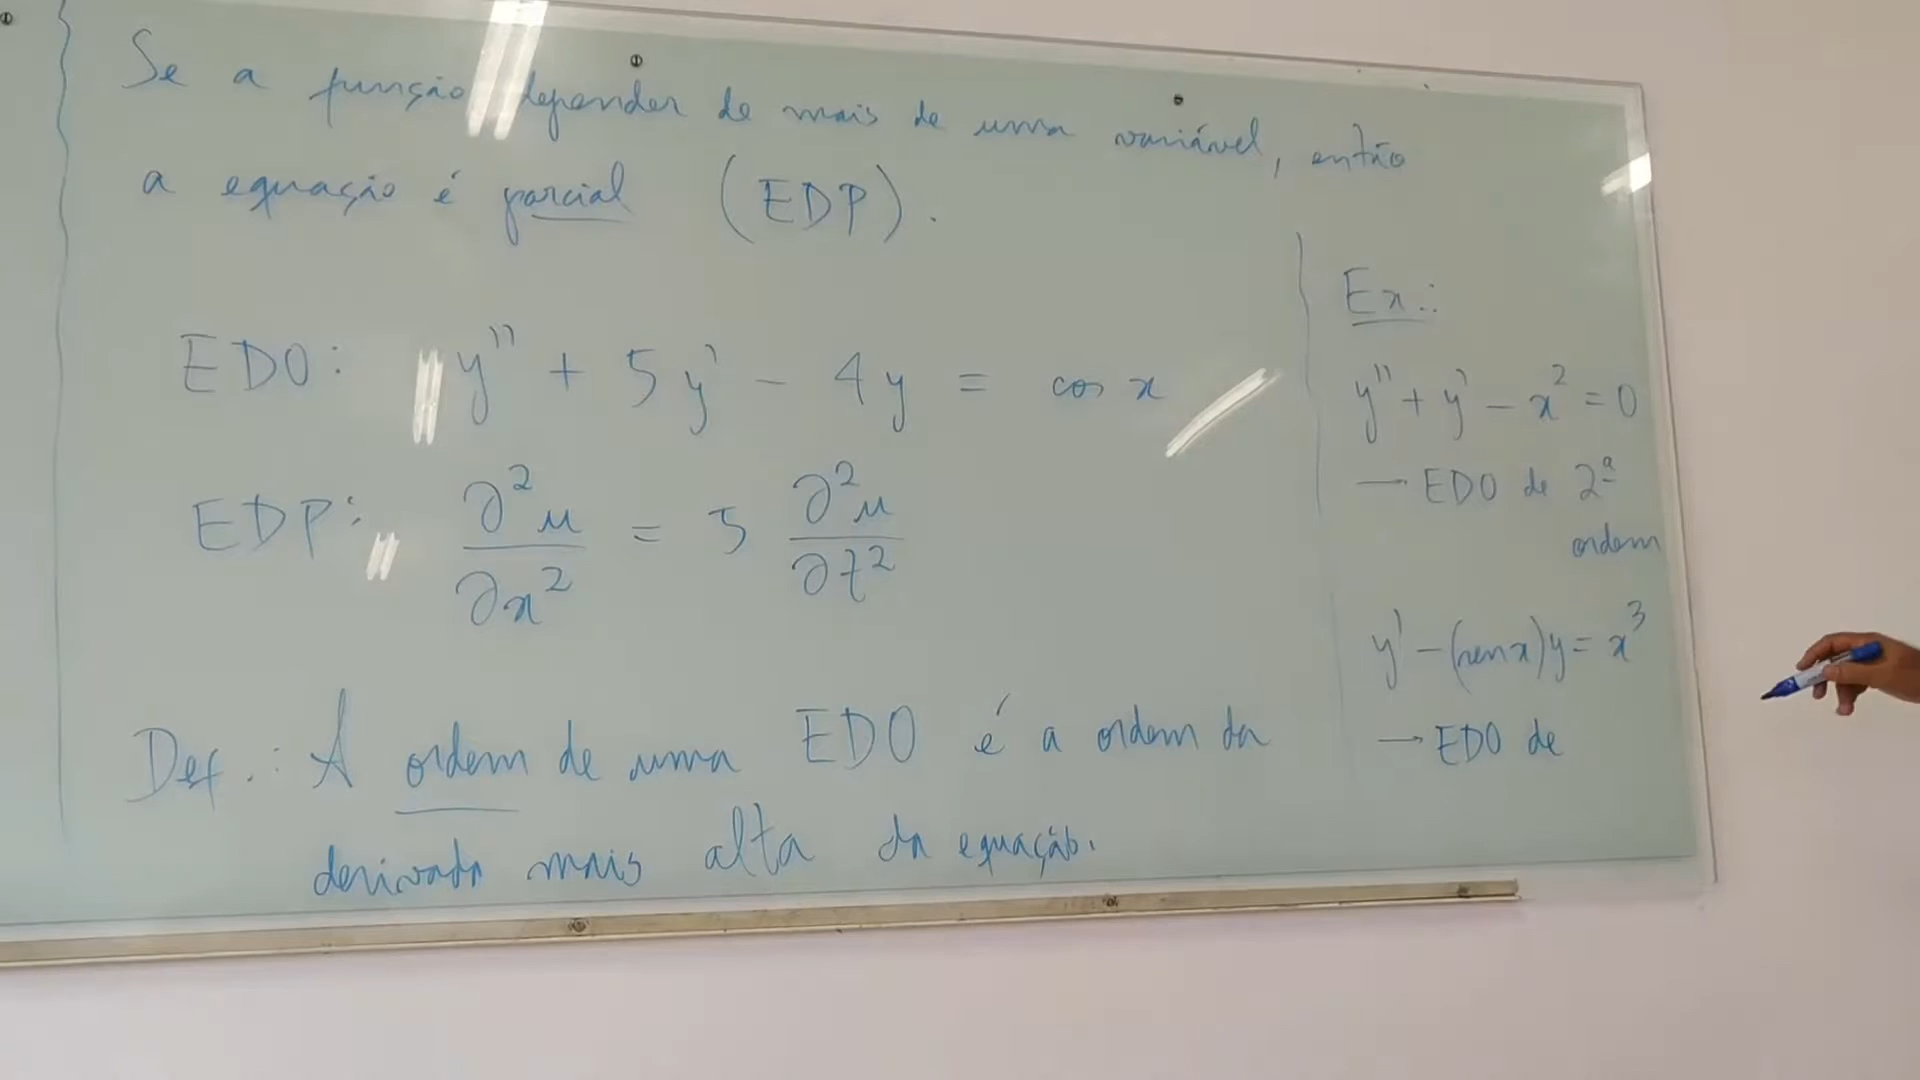 Se a função depender de mais de uma variável, então
a equação é parcial (EDP).
EDO: y'' + 5y' - 4y = cos x
EDP: ∂²u/∂x² = 5 ∂²u/∂t²
Def.: A ordem de uma EDO é a ordem da
derivada mais alta da equação.
Ex.:
y'' + y' - x² = 0
→ EDO de 2ª
ordem
y' - (sen x)y = x³
→ EDO de